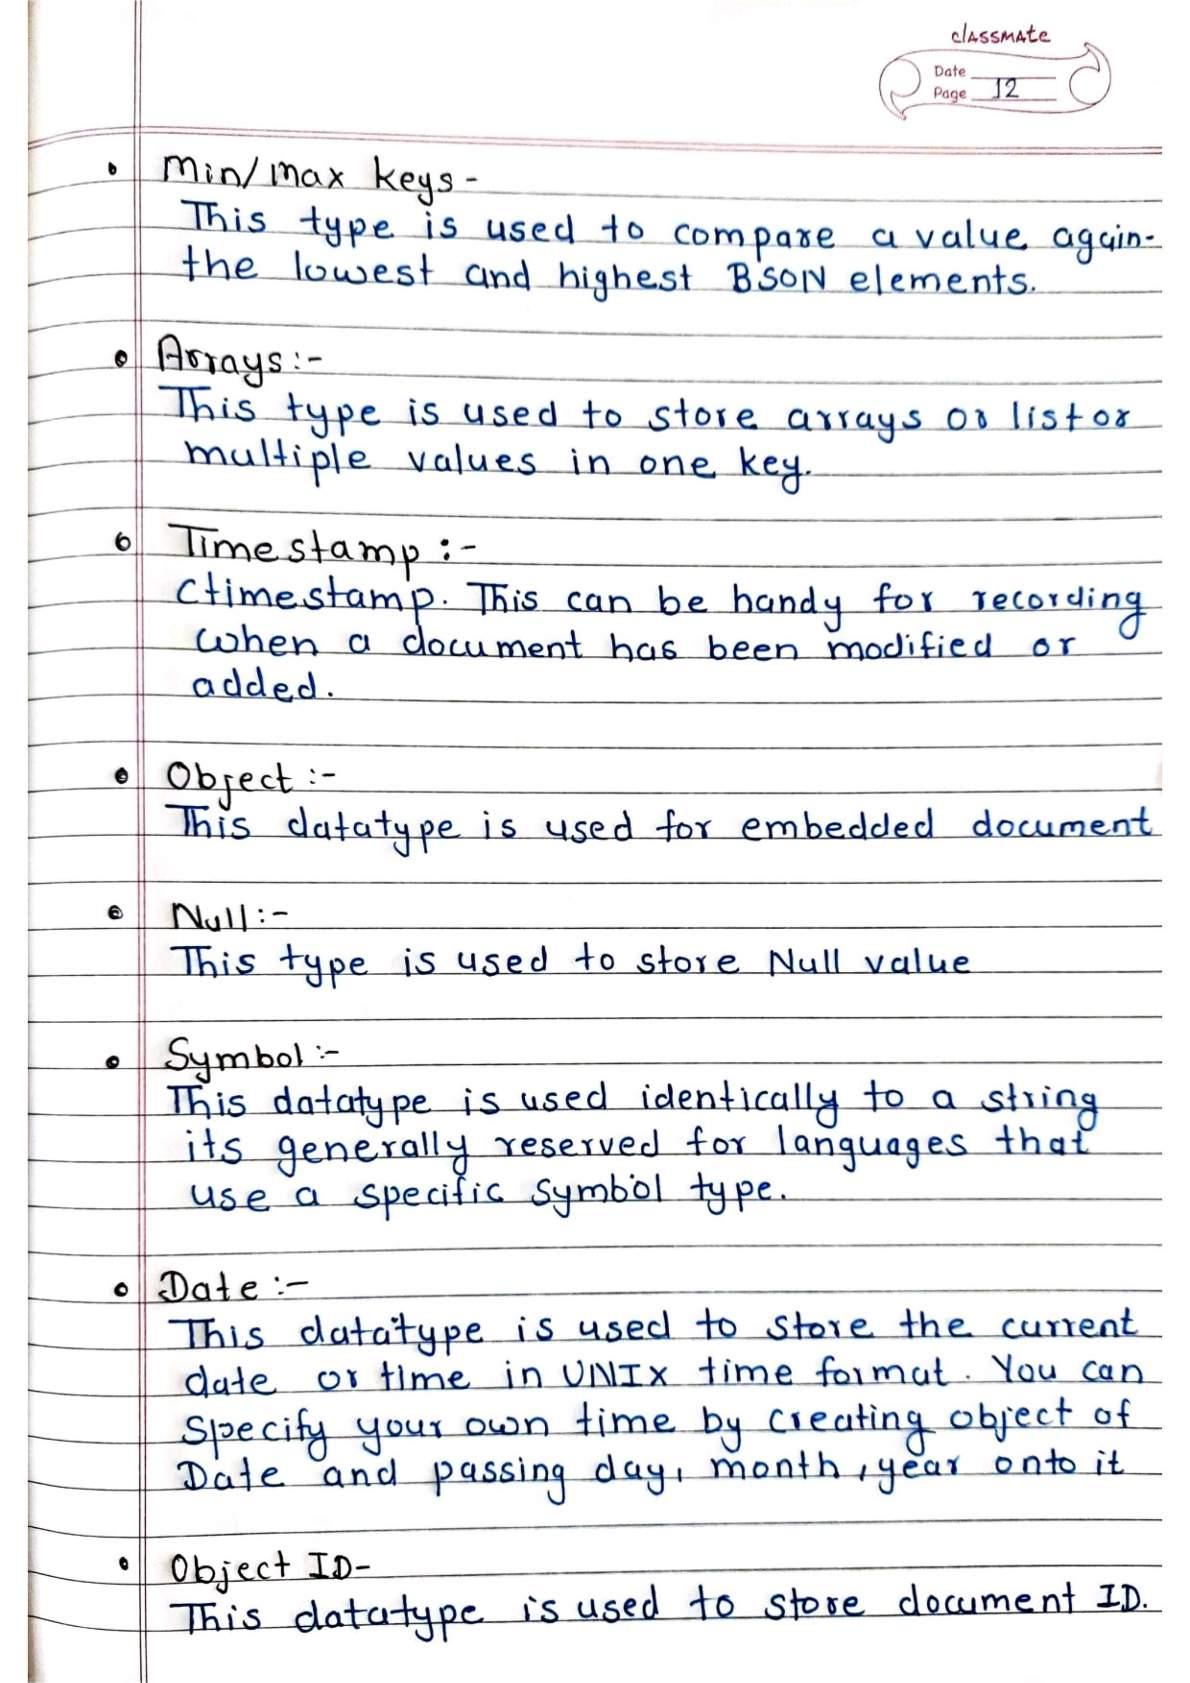 classmate
Date
Page 12
• Min/max keys -
This type is used to compare a value again-
the lowest and highest BSON elements.
• Arrays :-
This type is used to store arrays or list or
multiple values in one key.
• Timestamp :-
ctimestamp. This can be handy for recording
when a document has been modified or
added.
• Object :-
This datatype is used for embedded document
• Null :-
This type is used to store Null value
• Symbol :-
This datatype is used identically to a string
its generally reserved for languages that
use a specific symbol type.
• Date :-
This datatype is used to store the current
date or time in UNIX time format. You can
specify your own time by creating object of
Date and passing day, month, year onto it
• Object ID-
This datatype is used to store document ID.